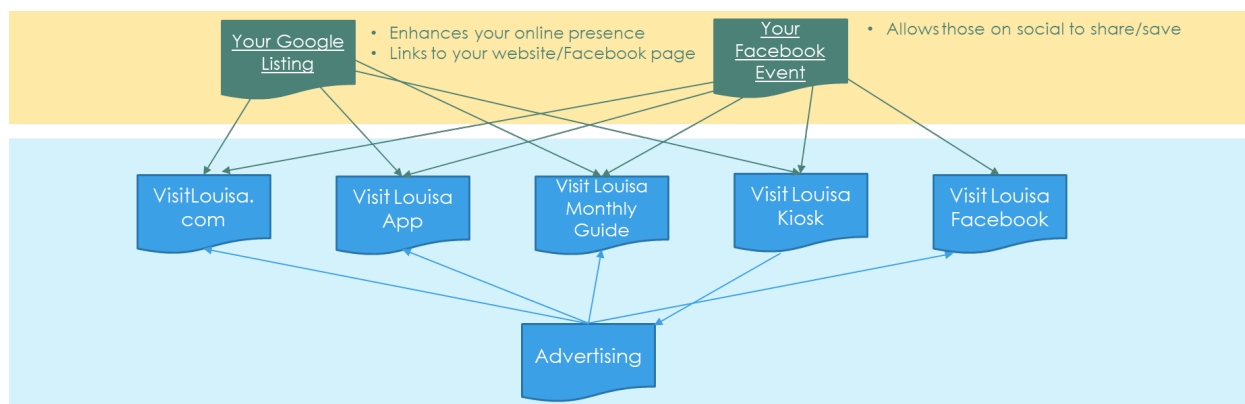 Your Google
Listing
• Enhances your online presence
• Links to your website/Facebook page
Your
Facebook
Event
• Allows those on social to share/save
VisitLouisa.
com
Visit Louisa
App
Visit Louisa
Monthly
Guide
Visit Louisa
Kiosk
Visit Louisa
Facebook
Advertising